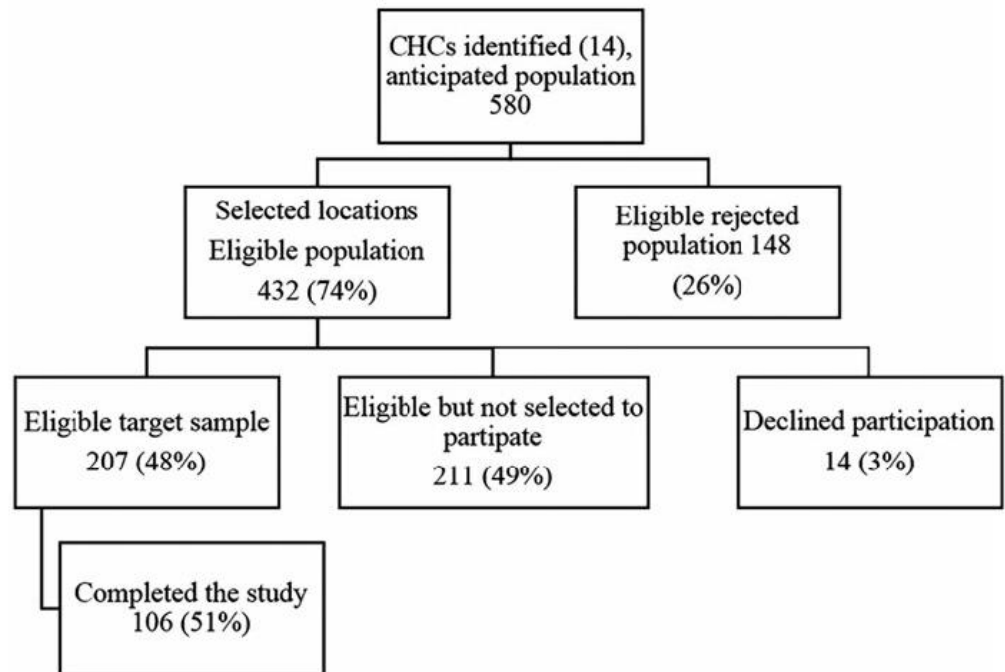 CHCs identified (14),
anticipated population
580
Selected locations
Eligible population
432 (74%)
Eligible rejected
population 148
(26%)
Eligible target sample
207 (48%)
Eligible but not selected to
partipate
211 (49%)
Declined participation
14 (3%)
Completed the study
106 (51%)